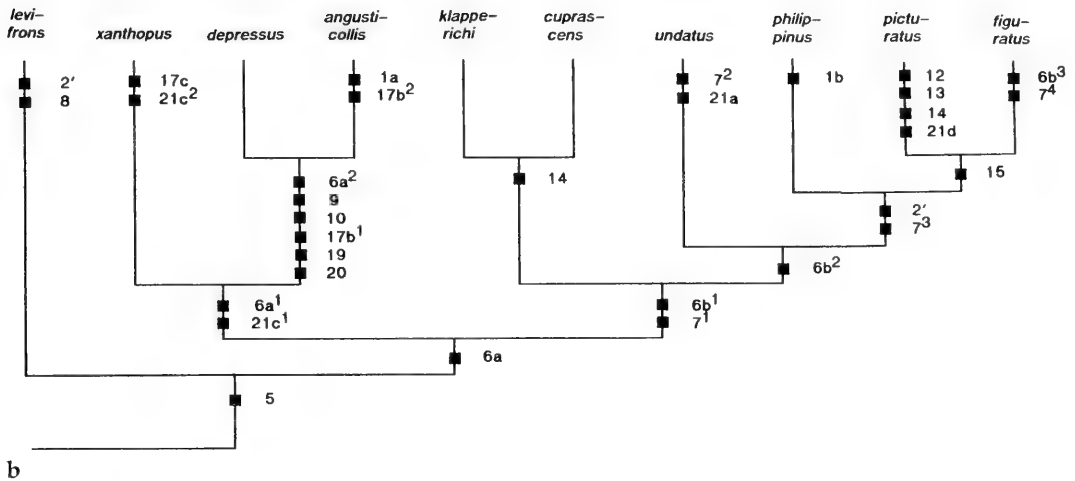 levi– angusti– klappe– cupras– philip– pictu– figu–
frons xanthopus depressus collis richi cens undatus pinus ratus ratus
2' 17c 1a 7² 1b 12 6b³
8 21c² 17b² 21a 13 7⁴
14
21d
6a² 14 15
9
10 2'
17b¹ 7³
19
20 6b²
6a¹ 6b¹
21c¹ 7¹
6a
5
b